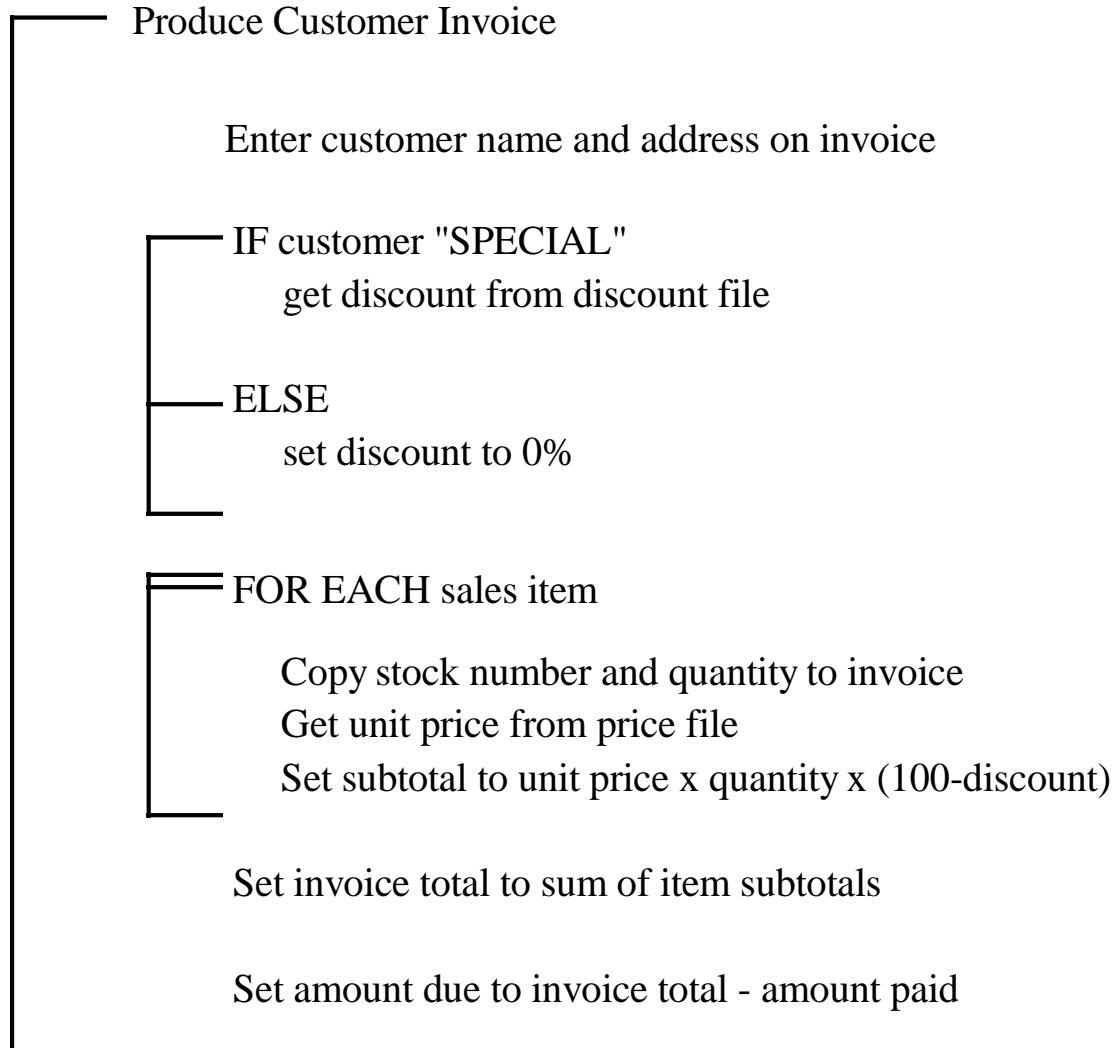 Produce Customer Invoice
Enter customer name and address on invoice
IF customer "SPECIAL"
get discount from discount file
ELSE
set discount to 0%
FOR EACH sales item
Copy stock number and quantity to invoice
Get unit price from price file
Set subtotal to unit price x quantity x (100-discount)
Set invoice total to sum of item subtotals
Set amount due to invoice total - amount paid